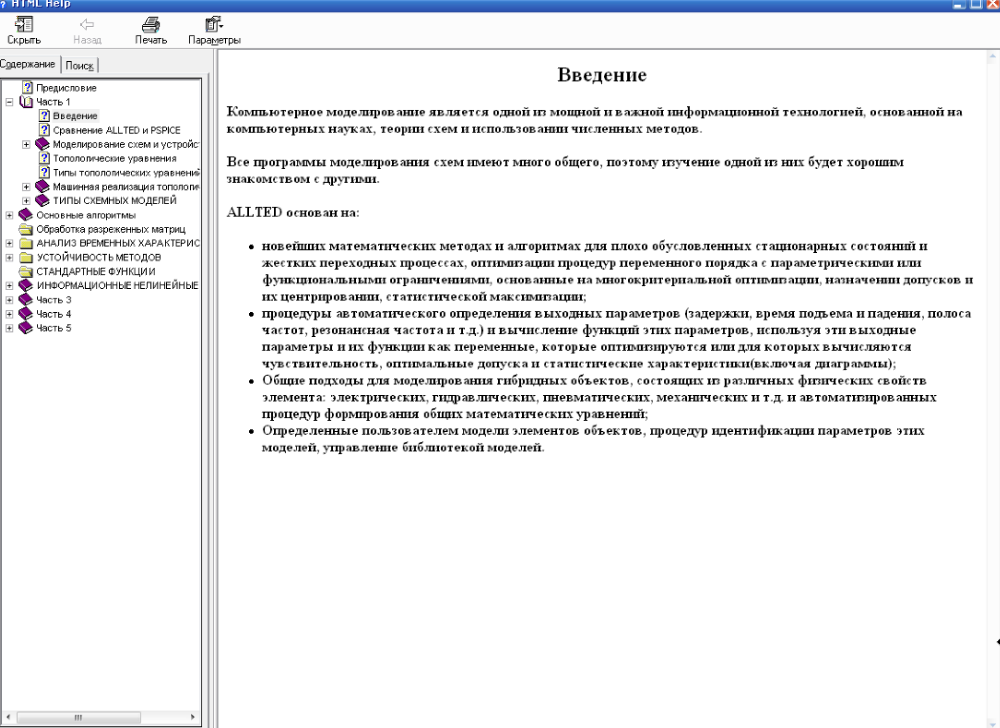 HTML Help
Скрыть
Назад
Печать
Параметры
Содержание
Поиск
Предисловие
Часть 1
Введение
Сравнение ALLTED и PSPICE
Моделирование схем и устройс
Топологические уравнения
Типы топологических уравнений
Машинная реализация топологи
ТИПЫ СХЕМНЫХ МОДЕЛЕЙ
Основные алгоритмы
Обработка разреженных матриц
АНАЛИЗ ВРЕМЕННЫХ ХАРАКТЕРИС
УСТОЙЧИВОСТЬ МЕТОДОВ
СТАНДАРТНЫЕ ФУНКЦИИ
ИНФОРМАЦИОННЫЕ НЕЛИНЕЙНЫЕ
Часть 3
Часть 4
Часть 5
Введение
Компьютерное моделирование является одной из мощной и важной информационной технологией, основанной на
компьютерных науках, теории схем и использовании численных методов.
Все программы моделирования схем имеют много общего, поэтому изучение одной из них будет хорошим
знакомством с другими.
ALLTED основан на:
• новейших математических методах и алгоритмах для плохо обусловленных стационарных состояний и
жестких переходных процессах, оптимизации процедур переменного порядка с параметрическими или
функциональными ограничениями, основанные на многокритериальной оптимизации, назначении допусков и
их центрировании, статистической максимизации;
• процедуры автоматического определения выходных параметров (задержки, время подъема и падения, полоса
частот, резонансная частота и т.д.) и вычисление функций этих параметров, используя эти выходные
параметры и их функции как переменные, которые оптимизируются или для которых вычисляются
чувствительность, оптимальные допуска и статистические характеристики(включая диаграммы);
• Общие подходы для моделирования гибридных объектов, состоящих из различных физических свойств
элемента: электрических, гидравлических, пневматических, механических и т.д. и автоматизированных
процедур формирования общих математических уравнений;
• Определенные пользователем модели элементов объектов, процедур идентификации параметров этих
моделей, управление библиотекой моделей.